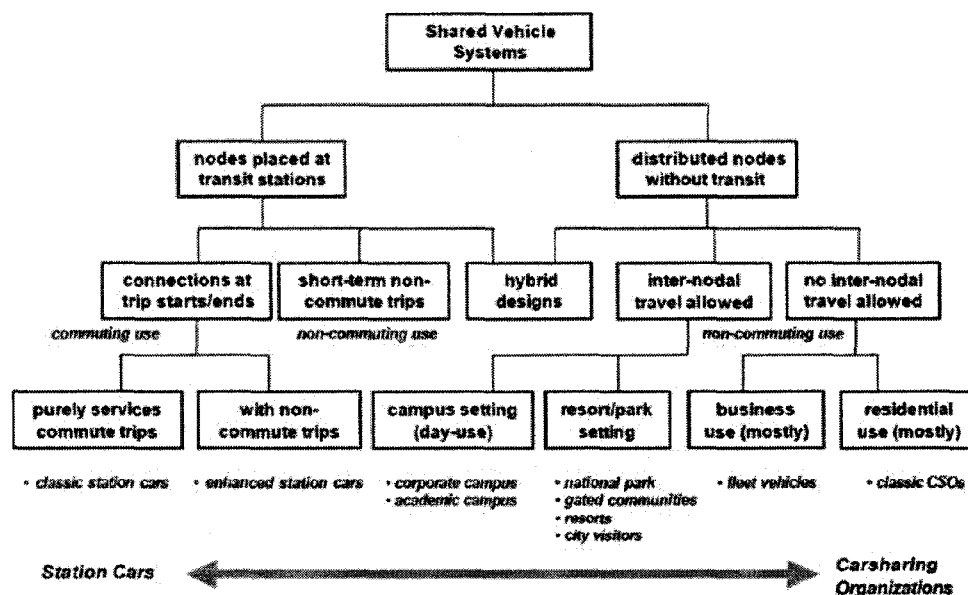 Shared Vehicle
Systems
nodes placed at
transit stations
distributed nodes
without transit
connections at
trip starts/ends
short-term non-
commute trips
hybrid
designs
inter-nodal
travel allowed
no inter-nodal
travel allowed
commuting use
non-commuting use
non-commuting use
purely services
commute trips
with non-
commute trips
campus setting
(day-use)
resort/park
setting
business
use (mostly)
residential
use (mostly)
• classic station cars
• enhanced station cars
• corporate campus
• academic campus
• national park
• gated communities
• resorts
• city visitors
• fleet vehicles
• classic CSOs
Station Cars
Carsharing
Organizations